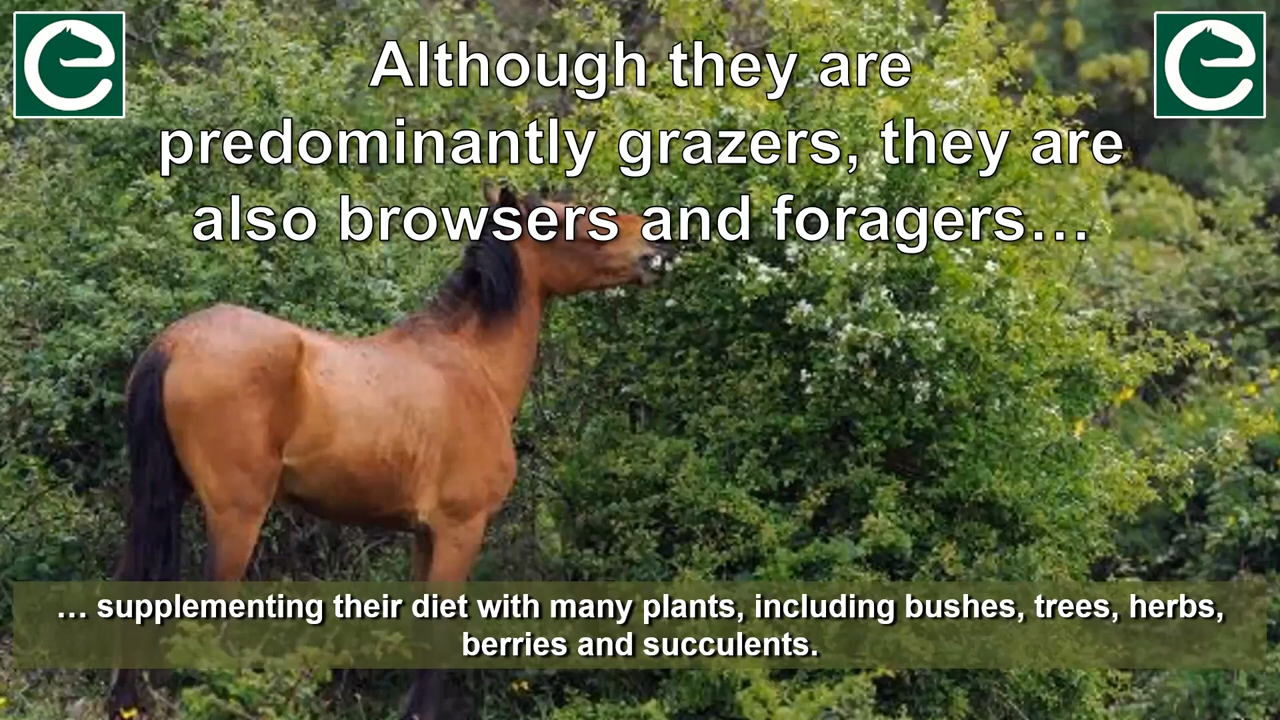 Although they are
predominantly grazers, they are
also browsers and foragers…
… supplementing their diet with many plants, including bushes, trees, herbs,
berries and succulents.